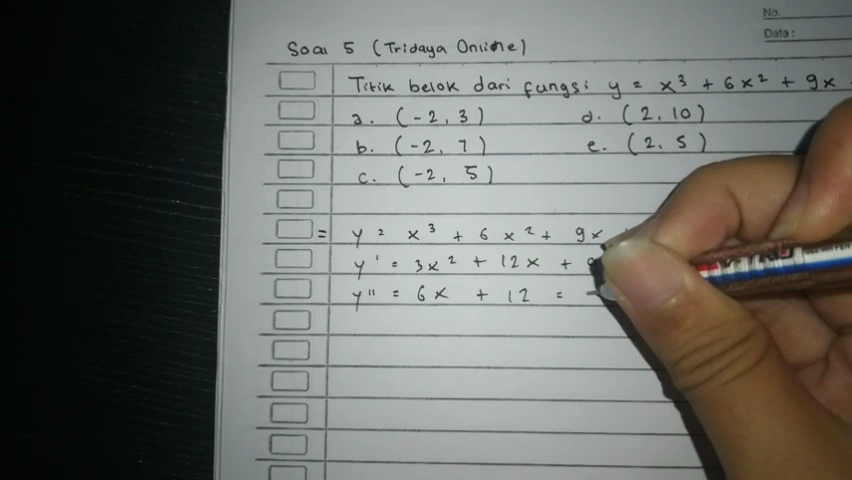 No.
Date:
Soal 5 (Tridaya Online)
Titik belok dari fungsi y = x³ + 6x² + 9x
a. (-2, 3) d. (2, 10)
b. (-2, 7) e. (2, 5)
c. (-2, 5)
= y = x³ + 6x² + 9x
y' = 3x² + 12x +
y" = 6x + 12 =